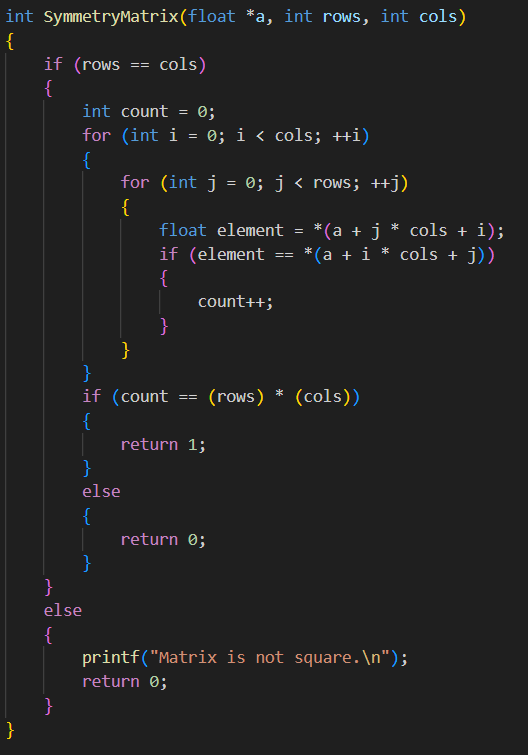 int SymmetryMatrix(float *a, int rows, int cols)
{
    if (rows == cols)
    {
        int count = 0;
        for (int i = 0; i < cols; ++i)
        {
            for (int j = 0; j < rows; ++j)
            {
                float element = *(a + j * cols + i);
                if (element == *(a + i * cols + j))
                {
                    count++;
                }
            }
        }
        if (count == (rows) * (cols))
        {
            return 1;
        }
        else
        {
            return 0;
        }
    }
    else
    {
        printf("Matrix is not square.\n");
        return 0;
    }
}